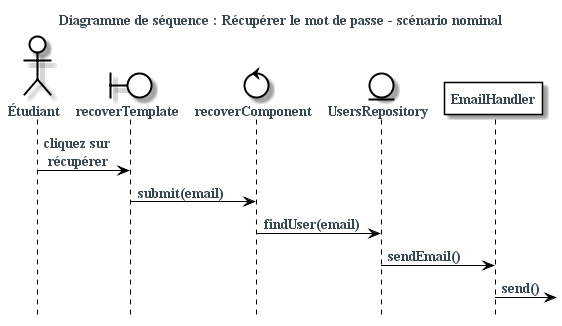 Diagramme de séquence : Récupérer le mot de passe - scénario nominal
Étudiant
recoverTemplate
recoverComponent
UsersRepository
EmailHandler
cliquez sur
récupérer
submit(email)
findUser(email)
sendEmail()
send()